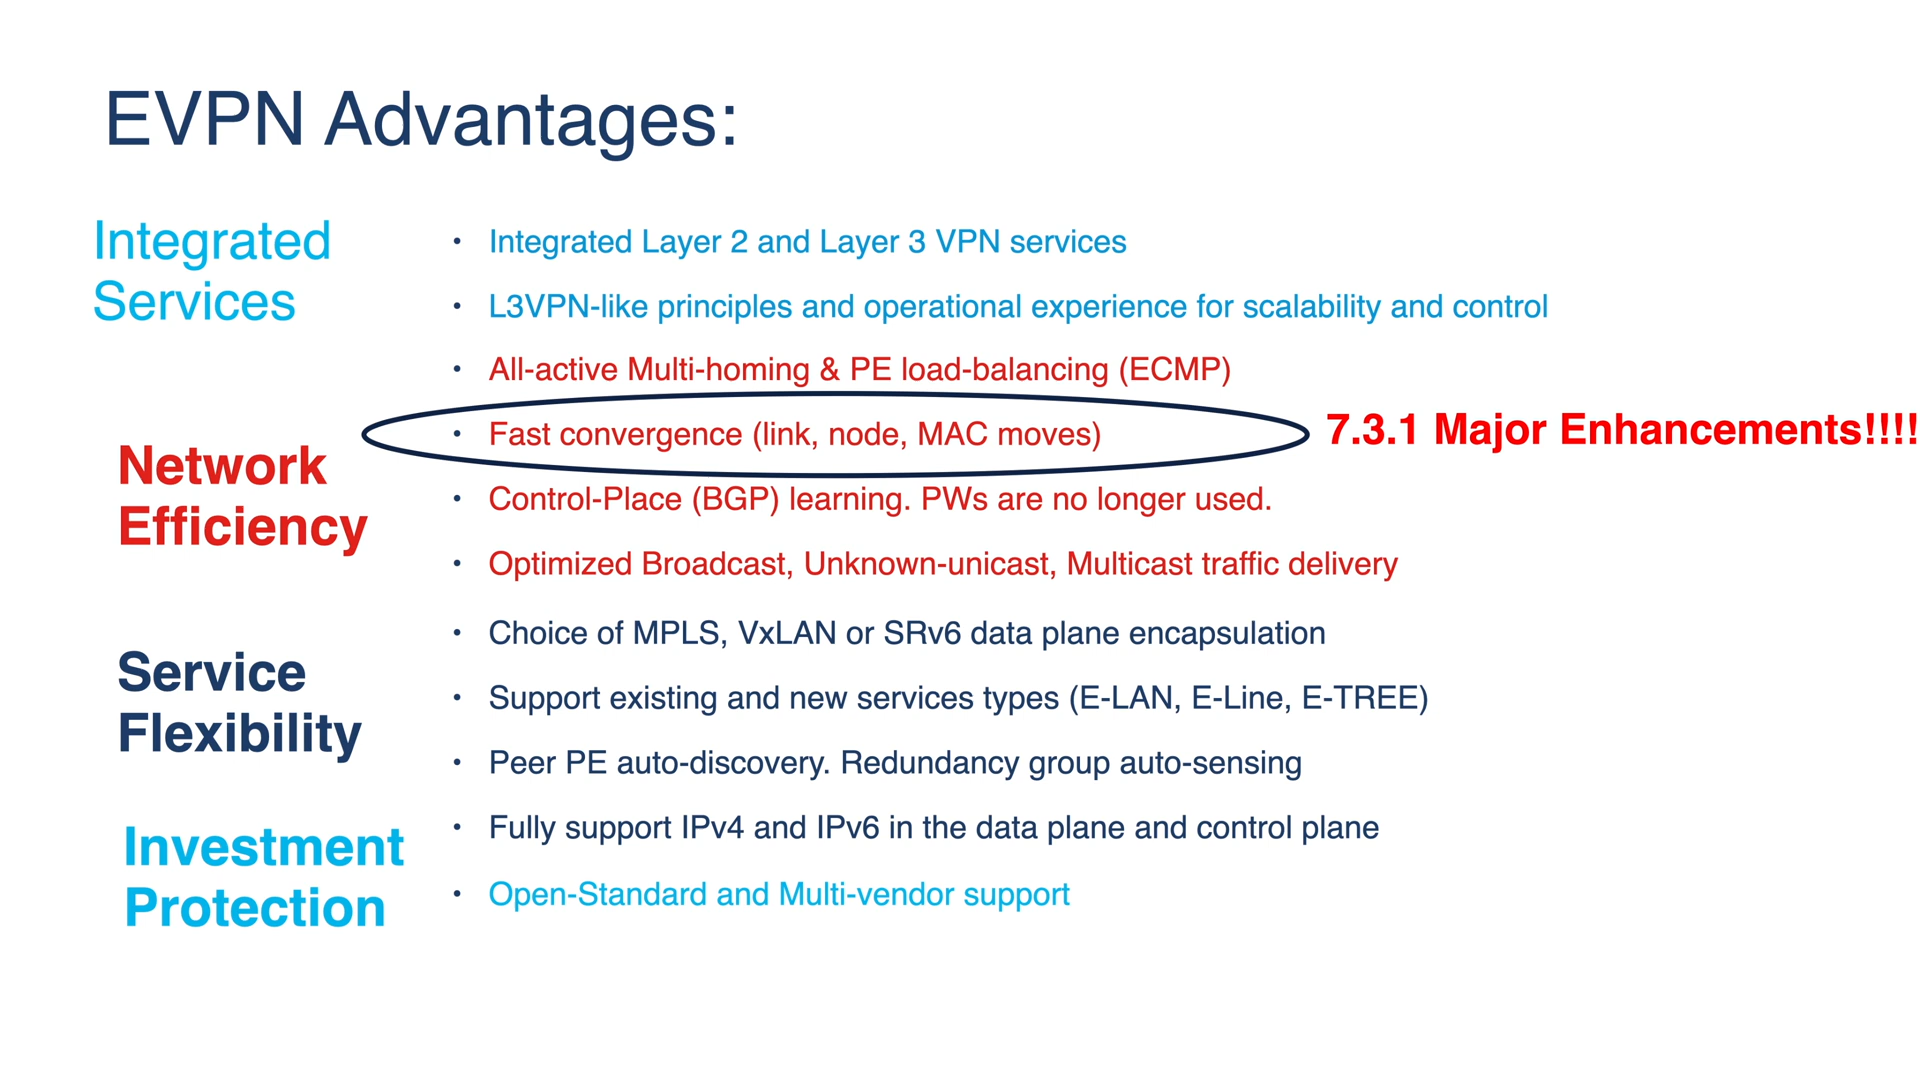 EVPN Advantages:
Integrated
Services
• Integrated Layer 2 and Layer 3 VPN services
• L3VPN-like principles and operational experience for scalability and control
Network
Efficiency
• All-active Multi-homing & PE load-balancing (ECMP)
• Fast convergence (link, node, MAC moves)
7.3.1 Major Enhancements!!!!
• Control-Place (BGP) learning. PWs are no longer used.
• Optimized Broadcast, Unknown-unicast, Multicast traffic delivery
Service
Flexibility
• Choice of MPLS, VxLAN or SRv6 data plane encapsulation
• Support existing and new services types (E-LAN, E-Line, E-TREE)
• Peer PE auto-discovery. Redundancy group auto-sensing
• Fully support IPv4 and IPv6 in the data plane and control plane
Investment
Protection
• Open-Standard and Multi-vendor support